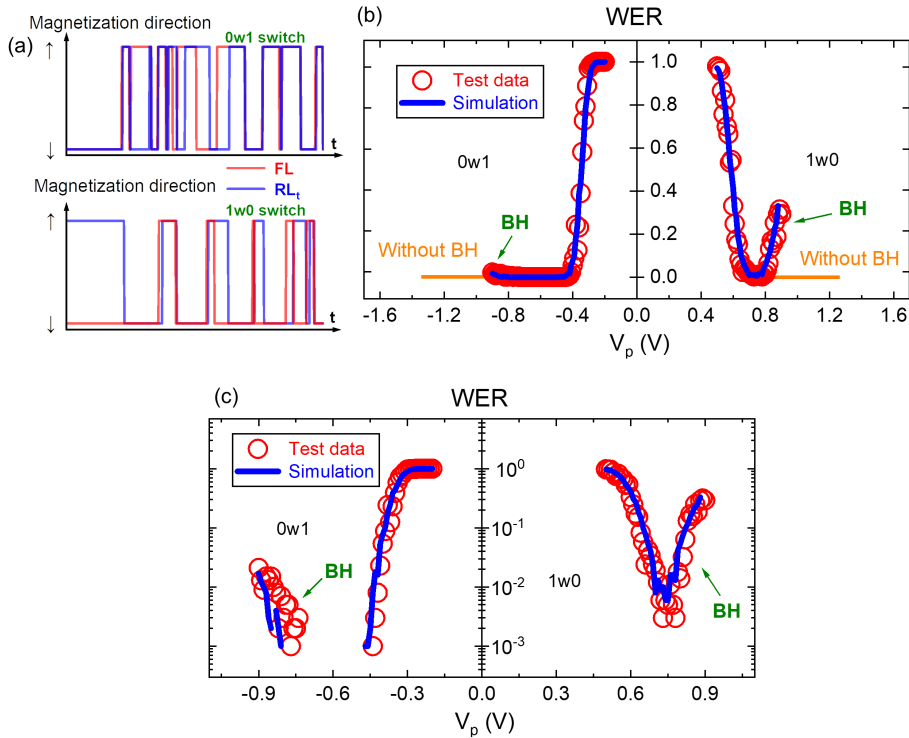 (a)
Magnetization direction
↑
↓
0w1 switch
t
FL
RLt
Magnetization direction
↑
↓
1w0 switch
t
(b)
WER
Test data
Simulation
0w1
1w0
BH
BH
Without BH
Without BH
1.0
0.8
0.6
0.4
0.2
0.0
-1.6 -1.2 -0.8 -0.4 0.0 0.4 0.8 1.2 1.6
Vp (V)
(c)
WER
Test data
Simulation
0w1
1w0
BH
BH
10^0
10^-1
10^-2
10^-3
-0.9 -0.6 -0.3 0.0 0.3 0.6 0.9
Vp (V)